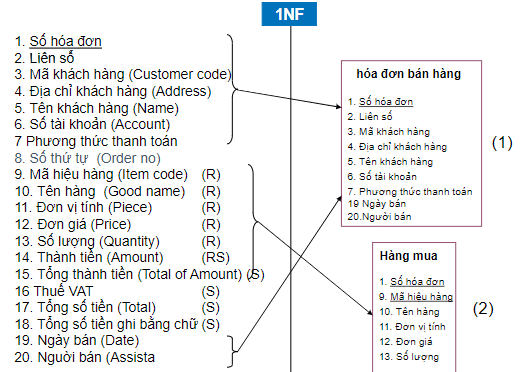 1NF
1. Số hóa đơn
2. Liên số
3. Mã khách hàng (Customer code)
4. Địa chỉ khách hàng (Address)
5. Tên khách hàng (Name)
6. Số tài khoản (Account)
7 Phương thức thanh toán
8. Số thứ tự (Order no)
9. Mã hiệu hàng (Item code) (R)
10. Tên hàng (Good name) (R)
11. Đơn vị tính (Piece) (R)
12. Đơn giá (Price) (R)
13. Số lượng (Quantity) (R)
14. Thành tiền (Amount) (RS)
15. Tổng thành tiền (Total of Amount) (S)
16 Thuế VAT (S)
17. Tổng số tiền (Total) (S)
18. Tổng số tiền ghi bằng chữ (S)
19. Ngày bán (Date)
20. Người bán (Assista
hóa đơn bán hàng
1. Số hóa đơn
2. Liên số
3. Mã khách hàng
4. Địa chỉ khách hàng
5. Tên khách hàng
6. Số tài khoản
7. Phương thức thanh toán
19 Ngày bán
20.Người bán
(1)
Hàng mua
1. Số hóa đơn
9. Mã hiệu hàng
10. Tên hàng
11. Đơn vị tính
12. Đơn giá
13. Số lượng
(2)